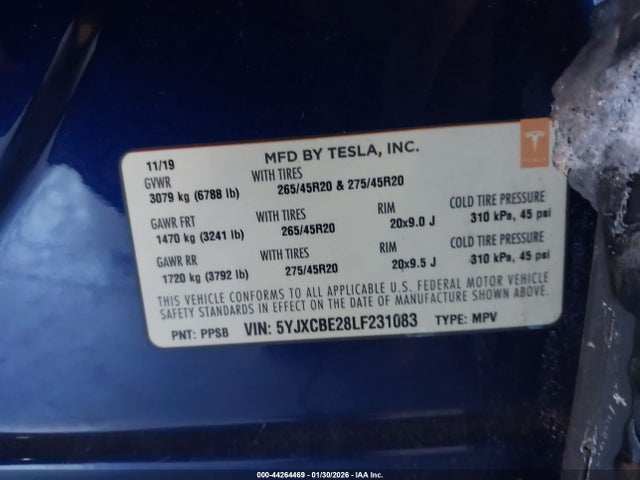 11/19 MFD BY TESLA, INC.
TESLA
GVWR WITH TIRES
3079 kg (6788 lb) 265/45R20 & 275/45R20
GAWR FRT WITH TIRES RIM COLD TIRE PRESSURE
1470 kg (3241 lb) 265/45R20 20x9.0 J 310 kPa, 45 psi
GAWR RR WITH TIRES RIM COLD TIRE PRESSURE
1720 kg (3792 lb) 275/45R20 20x9.5 J 310 kPa, 45 psi
THIS VEHICLE CONFORMS TO ALL APPLICABLE U.S. FEDERAL MOTOR VEHICLE
SAFETY STANDARDS IN EFFECT ON THE DATE OF MANUFACTURE SHOWN ABOVE.
PNT: PPSB VIN: 5YJXCBE28LF231083 TYPE: MPV
000-44264469 - 01/30/2026 - IAA Inc.